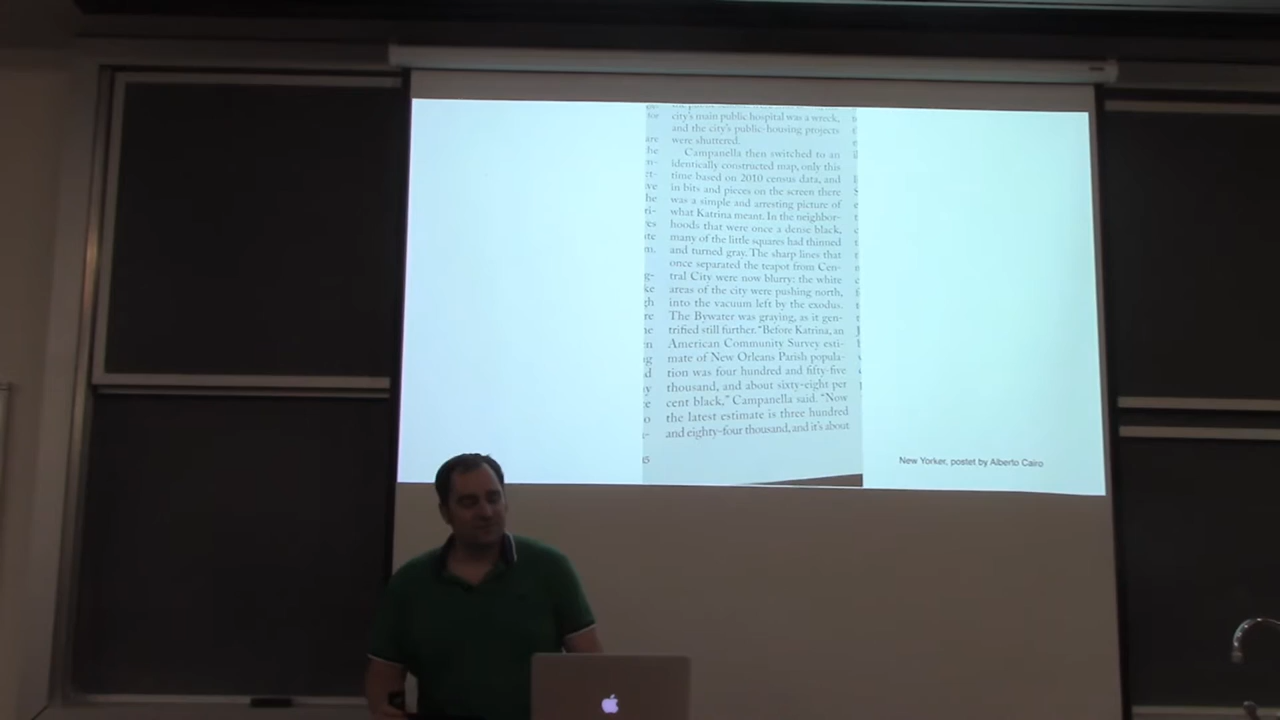 city's main public hospital was a wreck,
and the city's public-housing projects
were shuttered.
Campanella then switched to an
identically constructed map, only this
time based on 2010 census data, and
in bits and pieces on the screen there
was a simple and arresting picture of
what Katrina meant. In the neighbor-
hoods that were once a dense black,
many of the little squares had thinned
and turned gray. The sharp lines that
once separated the teapot from Cen-
tral City were now blurry: the white
areas of the city were pushing north,
into the vacuum left by the exodus.
The Bywater was graying, as it gen-
trified still further. "Before Katrina, an
American Community Survey esti-
mate of New Orleans Parish popula-
tion was four hundred and fifty-five
thousand, and about sixty-eight per
cent black," Campanella said. "Now
the latest estimate is three hundred
and eighty-four thousand, and it's about
New Yorker, postet by Alberto Cairo